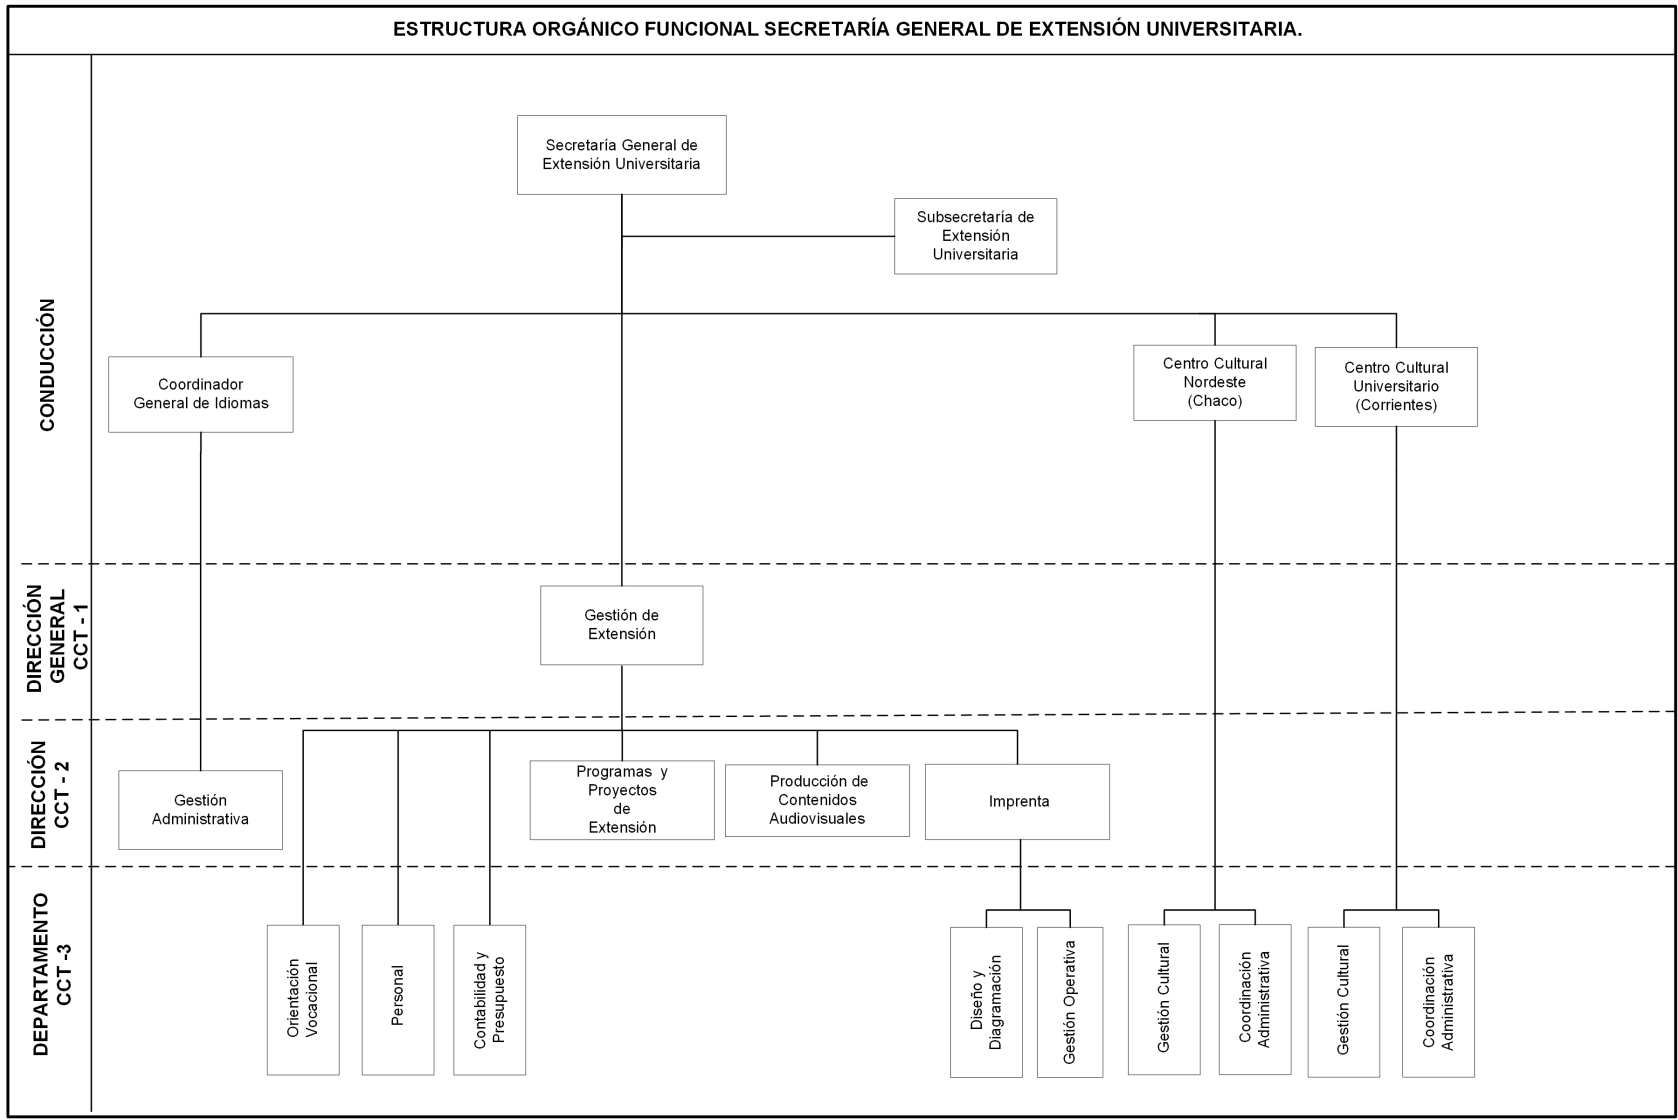 ESTRUCTURA ORGÁNICO FUNCIONAL SECRETARÍA GENERAL DE EXTENSIÓN UNIVERSITARIA.
CONDUCCIÓN
Secretaría General de
Extensión Universitaria
Subsecretaría de
Extensión
Universitaria
Coordinador
General de Idiomas
Centro Cultural
Nordeste
(Chaco)
Centro Cultural
Universitario
(Corrientes)
DIRECCIÓN
GENERAL
CCT - 1
Gestión de
Extensión
DIRECCIÓN
CCT - 2
Gestión
Administrativa
Programas y
Proyectos
de
Extensión
Producción de
Contenidos
Audiovisuales
Imprenta
DEPARTAMENTO
CCT -3
Orientación
Vocacional
Personal
Contabilidad y
Presupuesto
Diseño y
Diagramación
Gestión Operativa
Gestión Cultural
Coordinación
Administrativa
Gestión Cultural
Coordinación
Administrativa